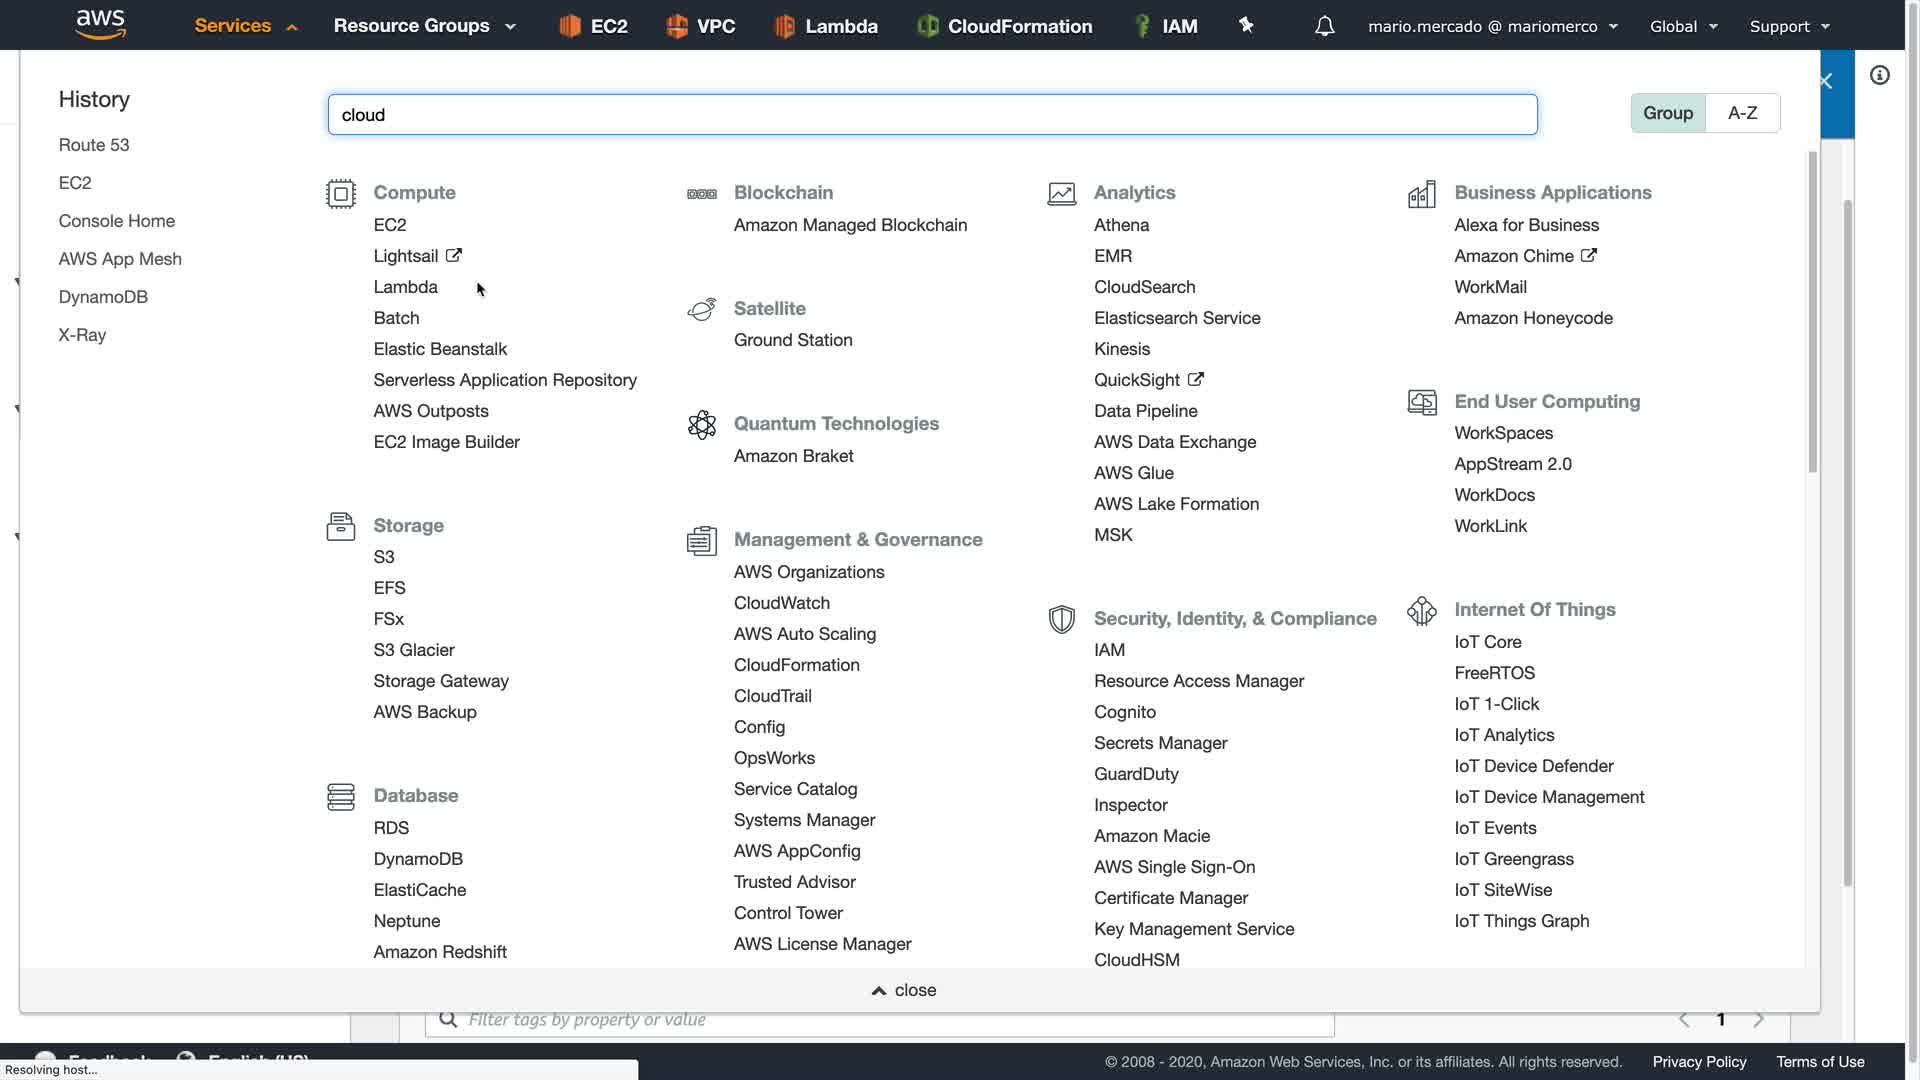 aws
Services
Resource Groups
EC2
VPC
Lambda
CloudFormation
IAM
mario.mercado @ mariomerco
Global
Support
History
Route 53
EC2
Console Home
AWS App Mesh
DynamoDB
X-Ray
cloud
Group
A-Z
Compute
EC2
Lightsail
Lambda
Batch
Elastic Beanstalk
Serverless Application Repository
AWS Outposts
EC2 Image Builder
Storage
S3
EFS
FSx
S3 Glacier
Storage Gateway
AWS Backup
Database
RDS
DynamoDB
ElastiCache
Neptune
Amazon Redshift
Blockchain
Amazon Managed Blockchain
Satellite
Ground Station
Quantum Technologies
Amazon Braket
Management & Governance
AWS Organizations
CloudWatch
AWS Auto Scaling
CloudFormation
CloudTrail
Config
OpsWorks
Service Catalog
Systems Manager
AWS AppConfig
Trusted Advisor
Control Tower
AWS License Manager
Analytics
Athena
EMR
CloudSearch
Elasticsearch Service
Kinesis
QuickSight
Data Pipeline
AWS Data Exchange
AWS Glue
AWS Lake Formation
MSK
Security, Identity, & Compliance
IAM
Resource Access Manager
Cognito
Secrets Manager
GuardDuty
Inspector
Amazon Macie
AWS Single Sign-On
Certificate Manager
Key Management Service
CloudHSM
Business Applications
Alexa for Business
Amazon Chime
WorkMail
Amazon Honeycode
End User Computing
WorkSpaces
AppStream 2.0
WorkDocs
WorkLink
Internet Of Things
IoT Core
FreeRTOS
IoT 1-Click
IoT Analytics
IoT Device Defender
IoT Device Management
IoT Events
IoT Greengrass
IoT SiteWise
IoT Things Graph
close
Filter tags by property or value
1
Feedback
English (US)
© 2008 - 2020, Amazon Web Services, Inc. or its affiliates. All rights reserved.
Privacy Policy
Terms of Use
Resolving host...